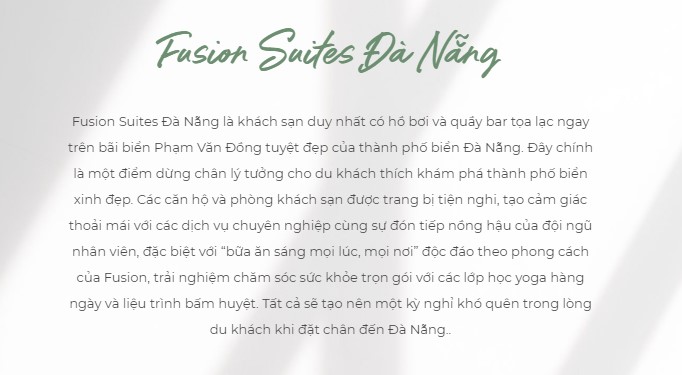 Fusion Suites Đà Nẵng
Fusion Suites Đà Nẵng là khách sạn duy nhất có hồ bơi và quầy bar tọa lạc ngay
trên bãi biển Phạm Văn Đồng tuyệt đẹp của thành phố biển Đà Nẵng. Đây chính
là một điểm dừng chân lý tưởng cho du khách thích khám phá thành phố biển
xinh đẹp. Các căn hộ và phòng khách sạn được trang bị tiện nghi, tạo cảm giác
thoải mái với các dịch vụ chuyên nghiệp cùng sự đón tiếp nồng hậu của đội ngũ
nhân viên, đặc biệt với “bữa ăn sáng mọi lúc, mọi nơi” độc đáo theo phong cách
của Fusion, trải nghiệm chăm sóc sức khỏe trọn gói với các lớp học yoga hàng
ngày và liệu trình bấm huyệt. Tất cả sẽ tạo nên một kỳ nghỉ khó quên trong lòng
du khách khi đặt chân đến Đà Nẵng..